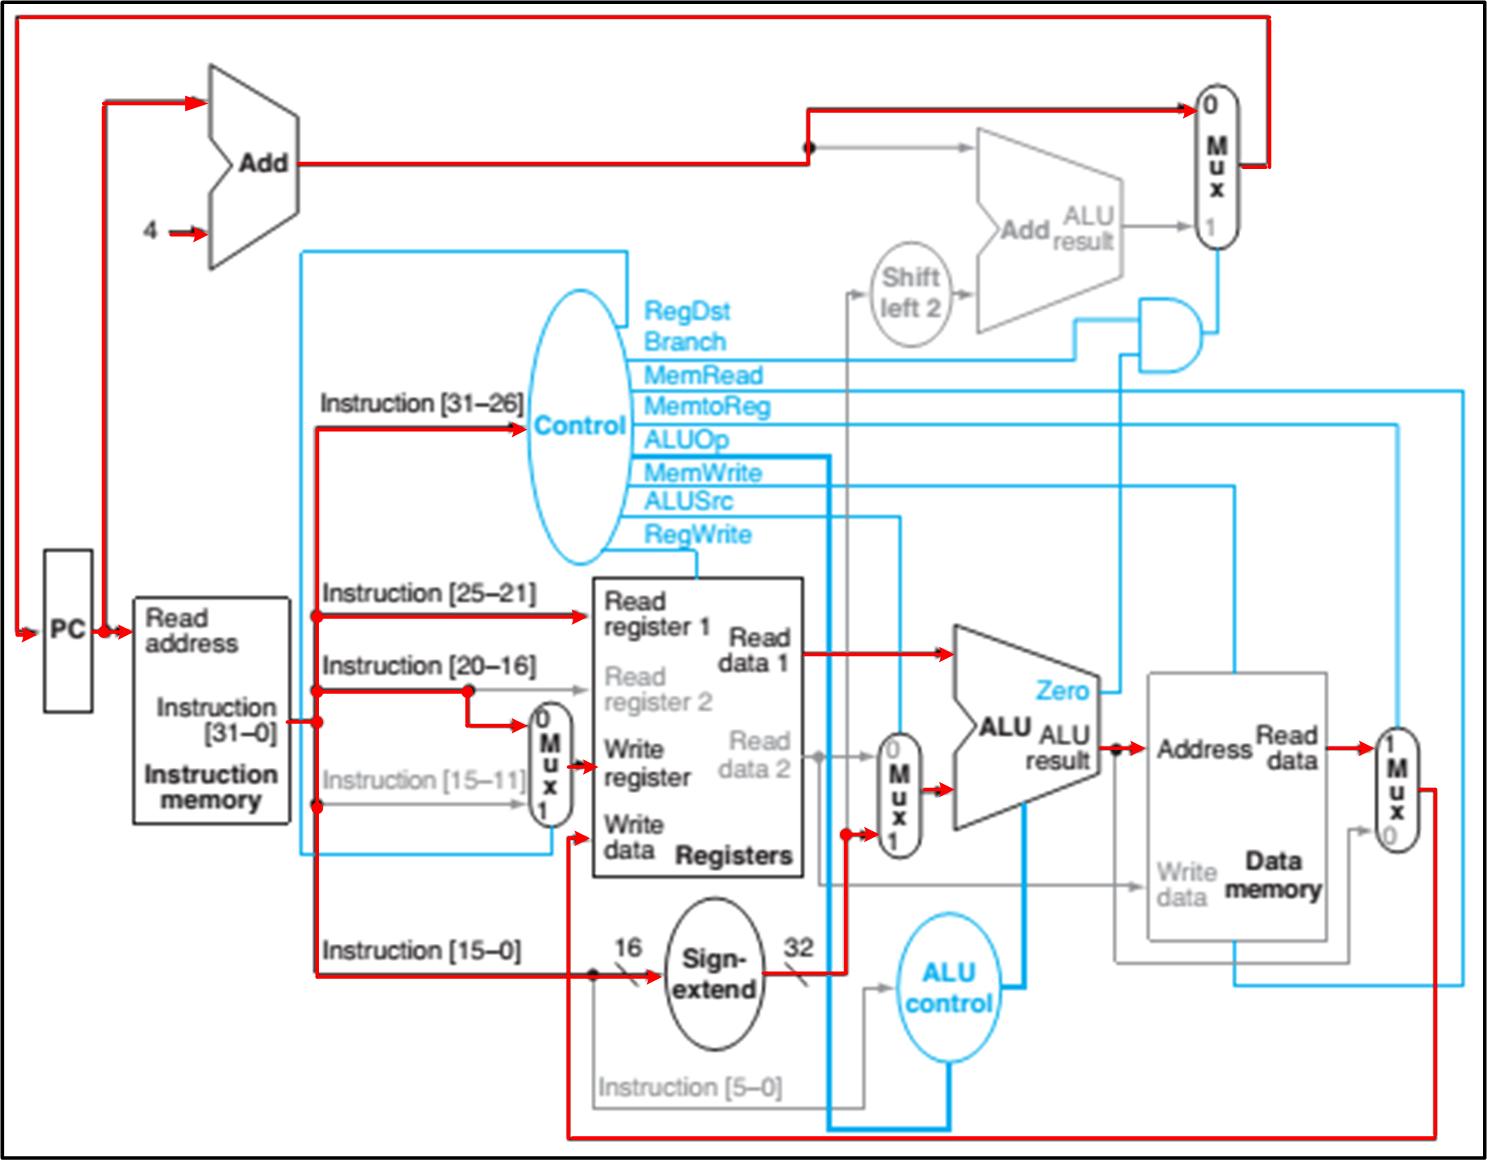 0
M
u
x
1
Add
4
Add
ALU
result
Shift
left 2
RegDst
Branch
MemRead
MemtoReg
ALUOp
MemWrite
ALUSrc
RegWrite
Control
Instruction [31–26]
Instruction [25–21]
Instruction [20–16]
Instruction [15–11]
Instruction [15–0]
Instruction [5–0]
PC
Read
address
Instruction
[31–0]
Instruction
memory
0
M
u
x
1
Read
register 1
Read
register 2
Write
register
Write
data
Read
data 1
Read
data 2
Registers
16
Sign-
extend
32
0
M
u
x
1
Zero
ALU
ALU
result
ALU
control
Address
Read
data
Write
data
Data
memory
1
M
u
x
0